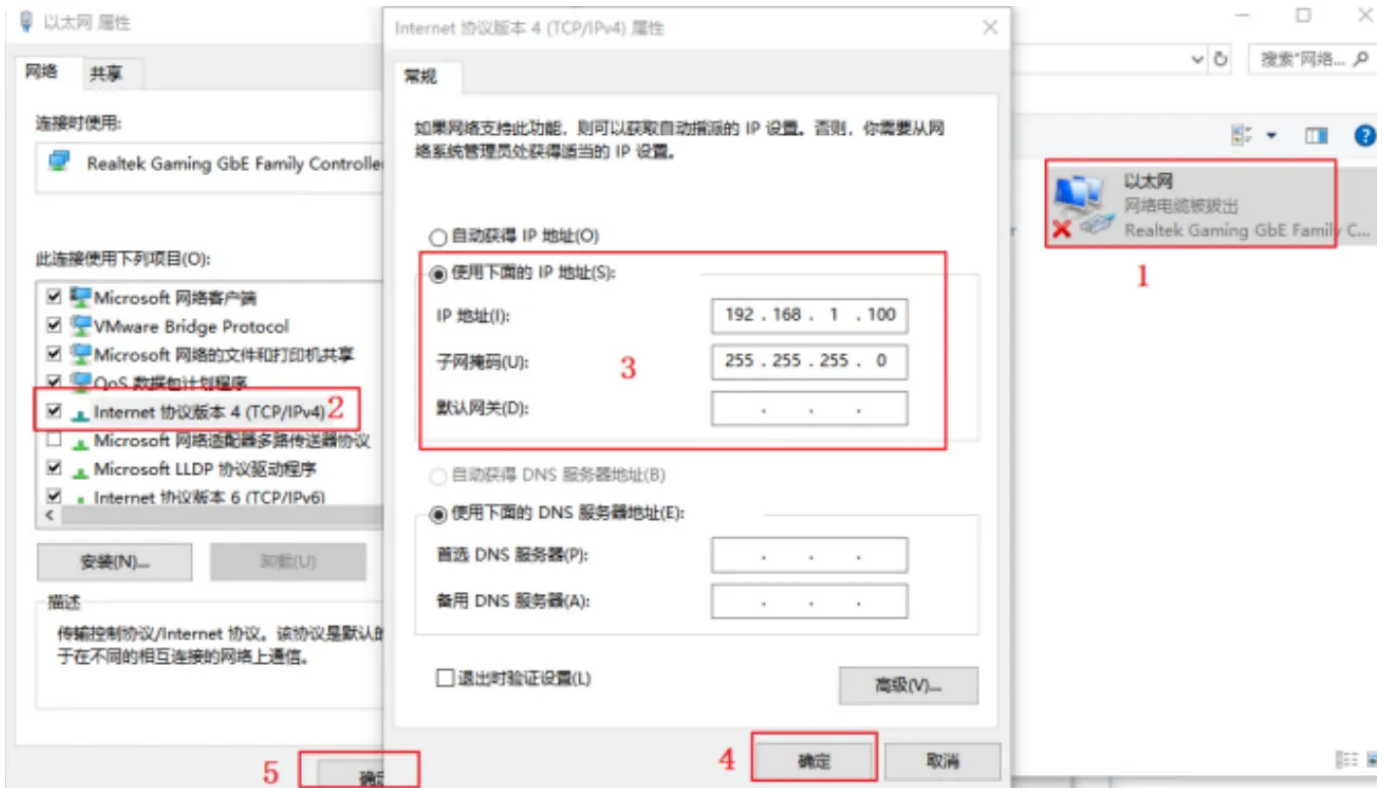 以太网 属性
网络
共享
连接时使用:
Realtek Gaming GbE Family Controller
此连接使用下列项目(O):
Microsoft 网络客户端
VMware Bridge Protocol
Microsoft 网络的文件和打印机共享
QoS 数据包计划程序
Internet 协议版本 4 (TCP/IPv4)
2
Microsoft 网络适配器多路传送器协议
Microsoft LLDP 协议驱动程序
Internet 协议版本 6 (TCP/IPv6)
安装(N)...
卸载(U)
描述
传输控制协议/Internet 协议。该协议是默认的
于在不同的相互连接的网络上通信。
5
确定
Internet 协议版本 4 (TCP/IPv4) 属性
常规
如果网络支持此功能，则可以获取自动指派的 IP 设置。否则，你需要从网
络系统管理员处获得适当的 IP 设置。
自动获得 IP 地址(O)
使用下面的 IP 地址(S):
IP 地址(I):
192 . 168 . 1 . 100
子网掩码(U):
255 . 255 . 255 . 0
3
默认网关(D):
. . .
自动获得 DNS 服务器地址(B)
使用下面的 DNS 服务器地址(E):
首选 DNS 服务器(P):
. . .
备用 DNS 服务器(A):
. . .
退出时验证设置(L)
高级(V)...
4
确定
取消
搜索"网络...
以太网
网络电缆被拔出
Realtek Gaming GbE Family C...
1